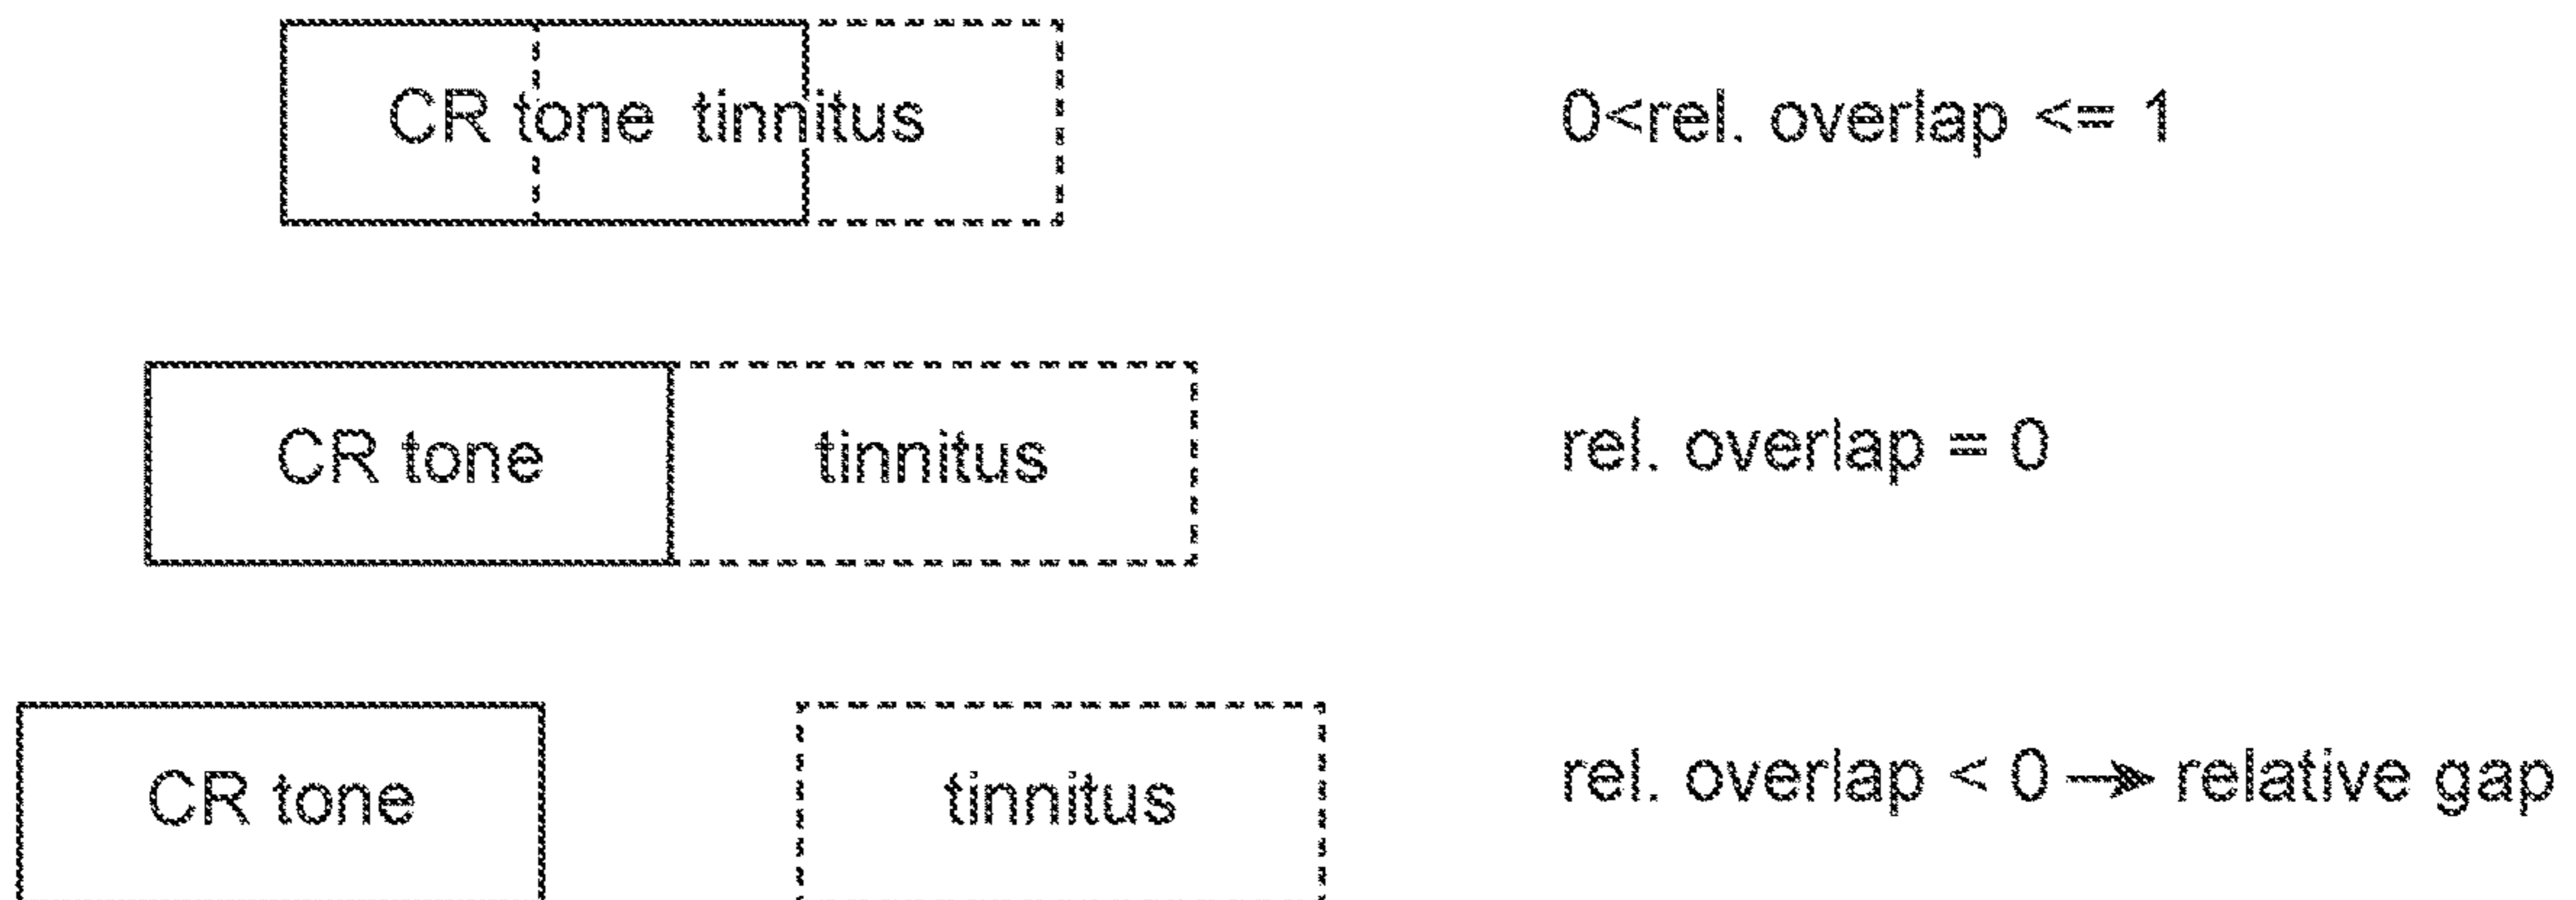 CR tone tinnitus 0<rel. overlap <= 1
CR tone tinnitus rel. overlap = 0
CR tone tinnitus rel. overlap < 0 → relative gap